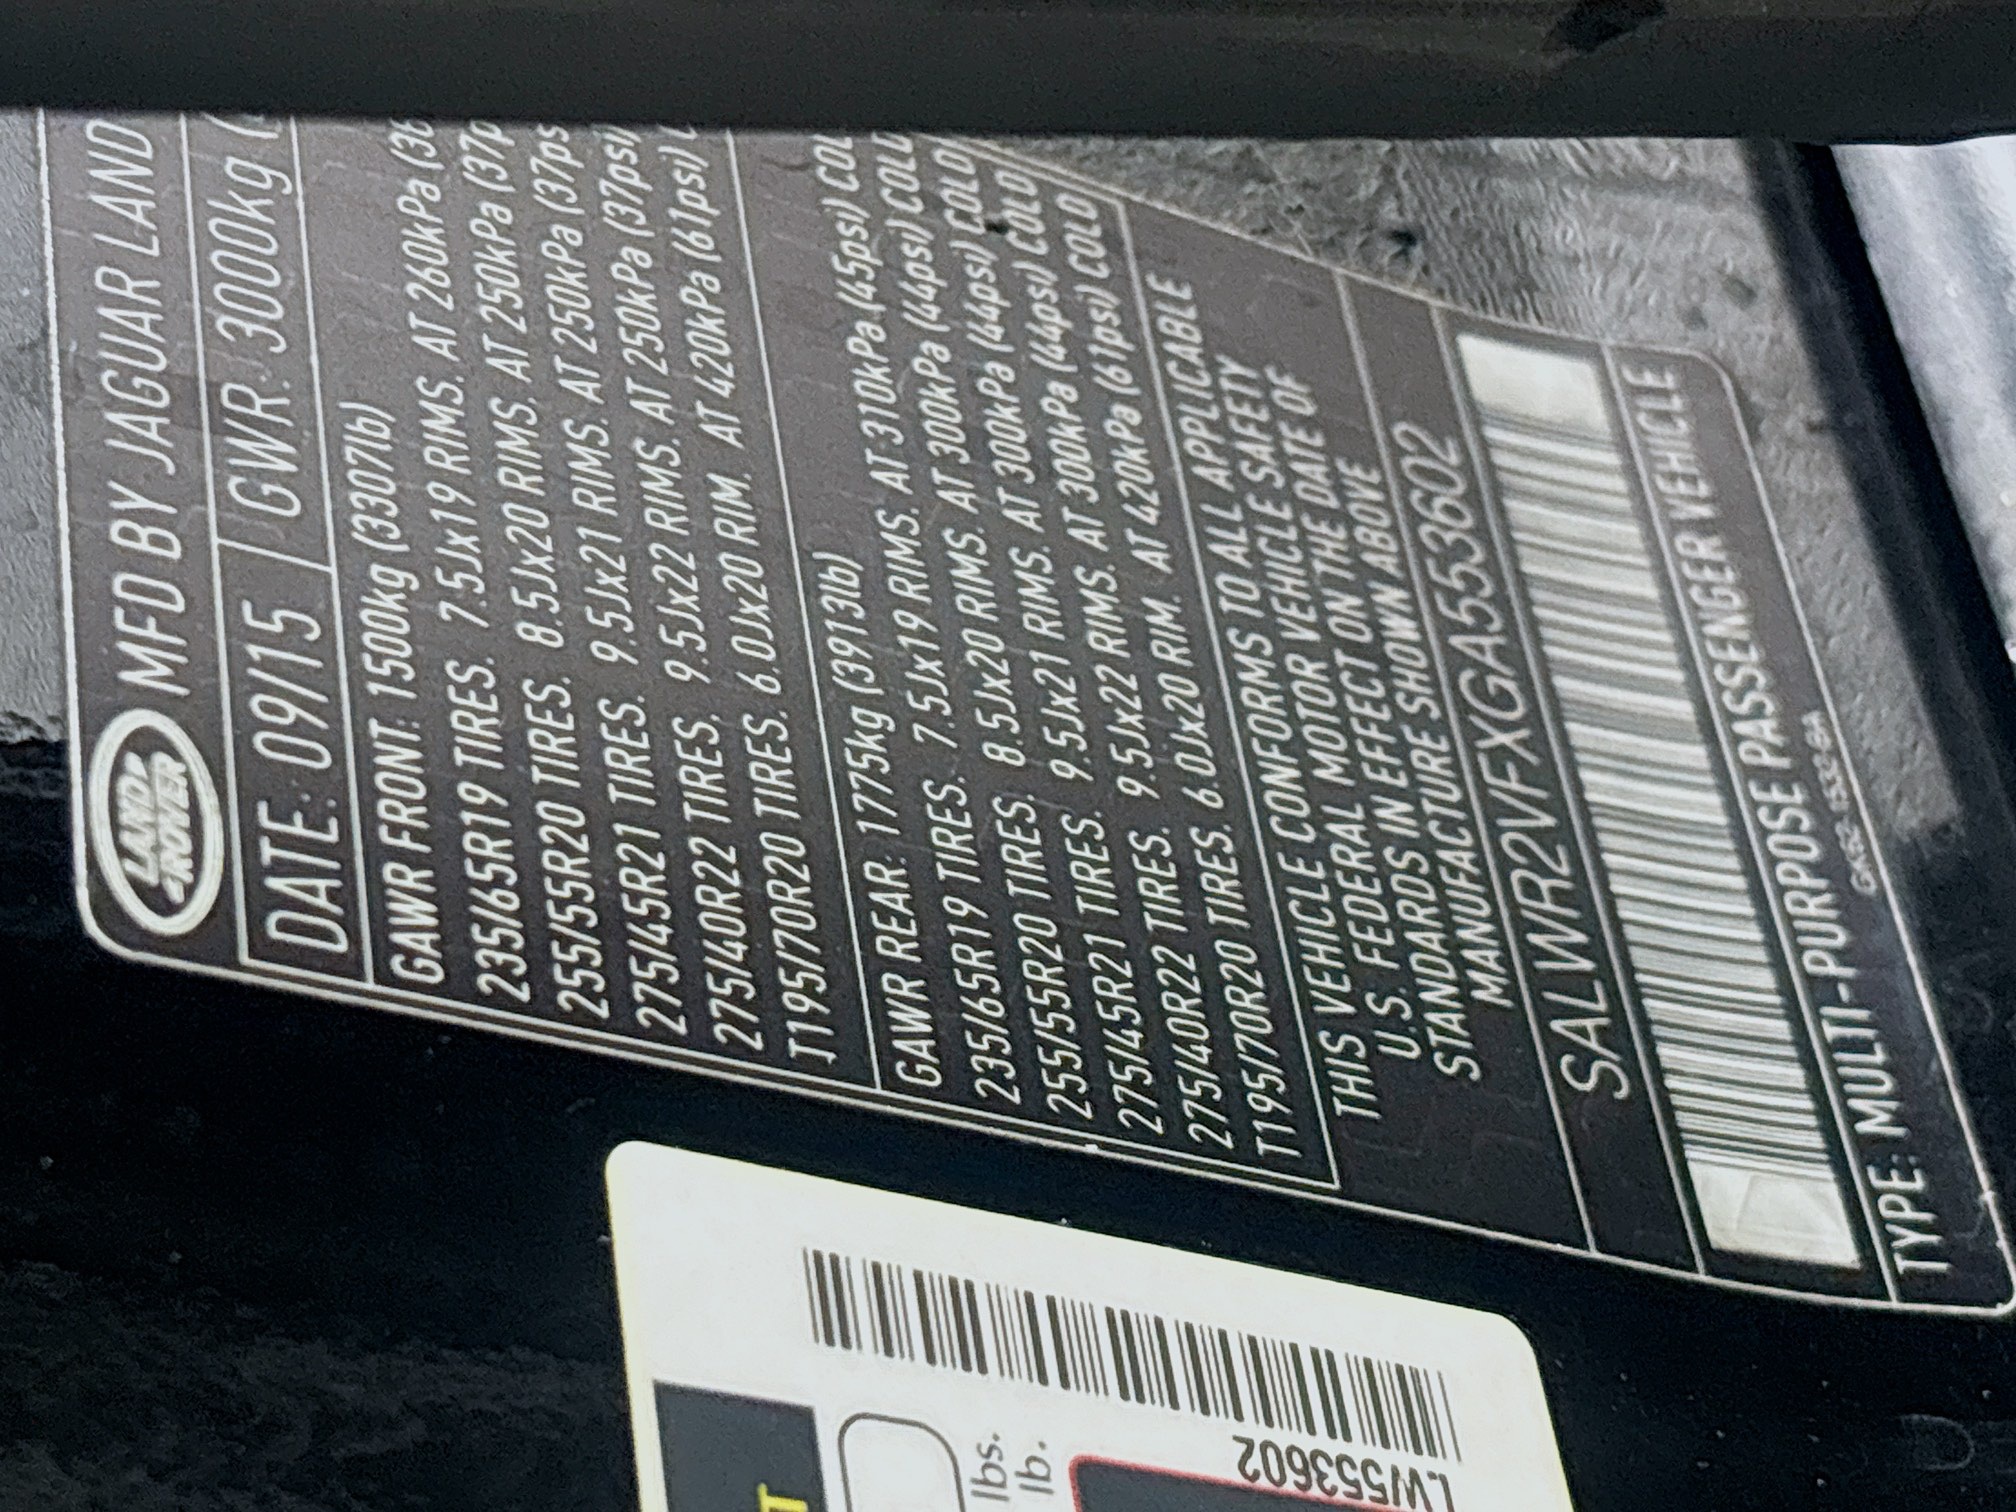 LAND ROVER
MFD BY JAGUAR LAND
DATE: 09/15 GWR: 3000kg (
GAWR FRONT: 1500kg (3307lb)
235/65R19 TIRES. 7.5Jx19 RIMS. AT 260kPa (36
255/55R20 TIRES. 8.5Jx20 RIMS. AT 250kPa (37p
275/45R21 TIRES. 9.5Jx21 RIMS. AT 250kPa (37ps
275/40R22 TIRES. 9.5Jx22 RIMS. AT 250kPa (37psi)
T195/70R20 TIRES. 6.0Jx20 RIM. AT 420kPa (61psi)
GAWR REAR: 1775kg (3913lb)
235/65R19 TIRES. 7.5Jx19 RIMS. AT 310kPa (45psi) COL
255/55R20 TIRES. 8.5Jx20 RIMS. AT 300kPa (44psi) COLD
275/45R21 TIRES. 9.5Jx21 RIMS. AT 300kPa (44psi) COLD
275/40R22 TIRES. 9.5Jx22 RIMS. AT 300kPa (44psi) COLD
T195/70R20 TIRES. 6.0Jx20 RIM. AT 420kPa (61psi) COLD
THIS VEHICLE CONFORMS TO ALL APPLICABLE
U.S. FEDERAL MOTOR VEHICLE SAFETY
STANDARDS IN EFFECT ON THE DATE OF
MANUFACTURE SHOWN ABOVE
SALWR2VFXGA553602
TYPE: MULTI-PURPOSE PASSENGER VEHICLE
LW553602
lbs.
lb.